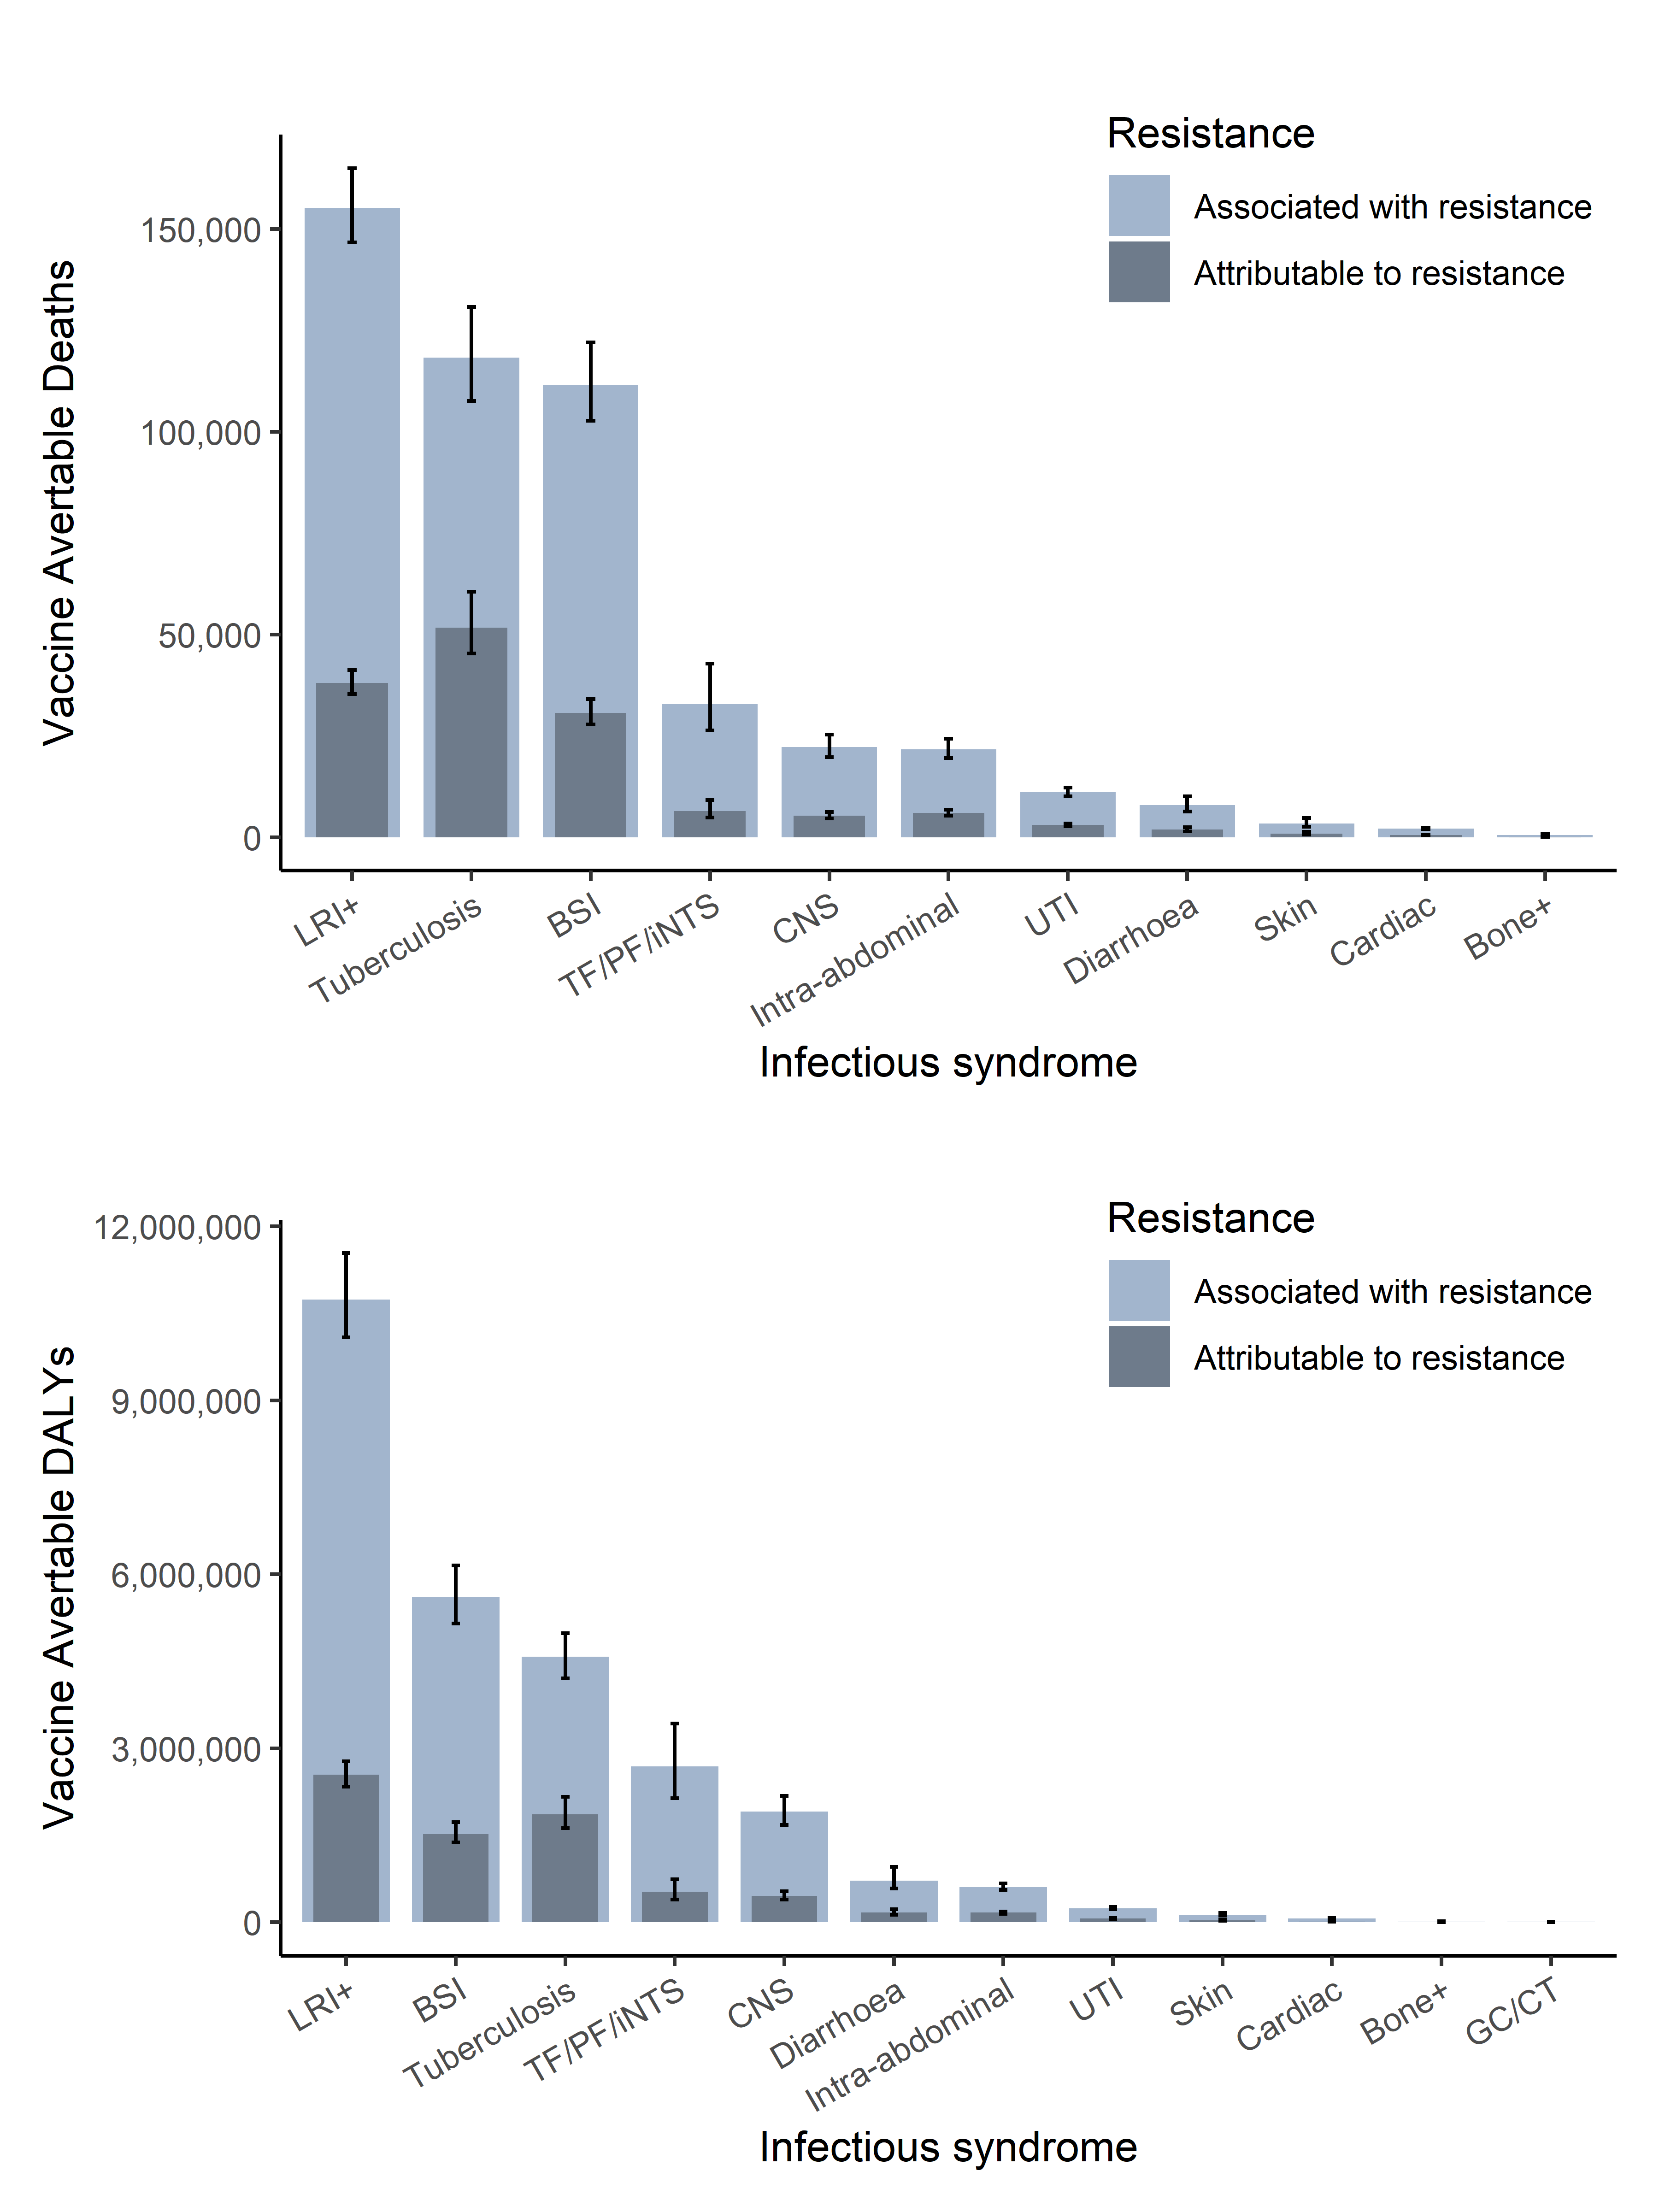 Resistance
Associated with resistance
Attributable to resistance
Vaccine Avertable Deaths
150,000
100,000
50,000
0
LRI+
Tuberculosis
BSI
TF/PF/iNTS
CNS
Intra-abdominal
UTI
Diarrhoea
Skin
Cardiac
Bone+
Infectious syndrome
Resistance
Associated with resistance
Attributable to resistance
Vaccine Avertable DALYs
12,000,000
9,000,000
6,000,000
3,000,000
0
LRI+
BSI
Tuberculosis
TF/PF/iNTS
CNS
Diarrhoea
Intra-abdominal
UTI
Skin
Cardiac
Bone+
GC/CT
Infectious syndrome